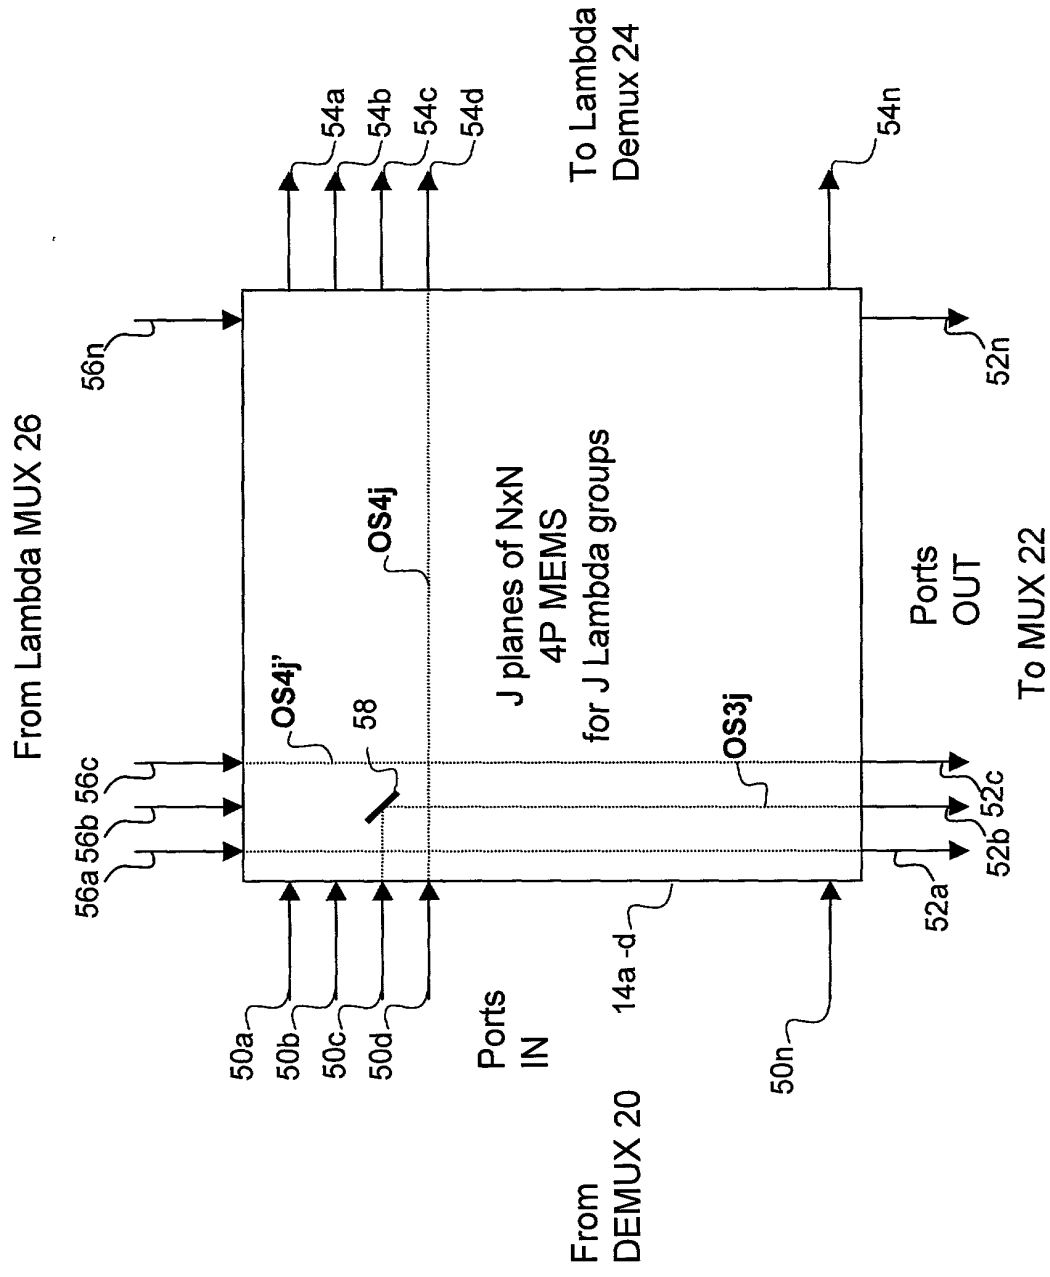 From Lambda MUX 26
56a
56b
56c
56n
50a
50b
50c
50d
50n
Ports
IN
From
DEMUX 20
14a -d
OS4j'
58
OS4j
OS3j
J planes of NxN
4P MEMS
for J Lambda groups
54a
54b
54c
54d
54n
To Lambda
Demux 24
52a
52b
52c
52n
Ports
OUT
To MUX 22